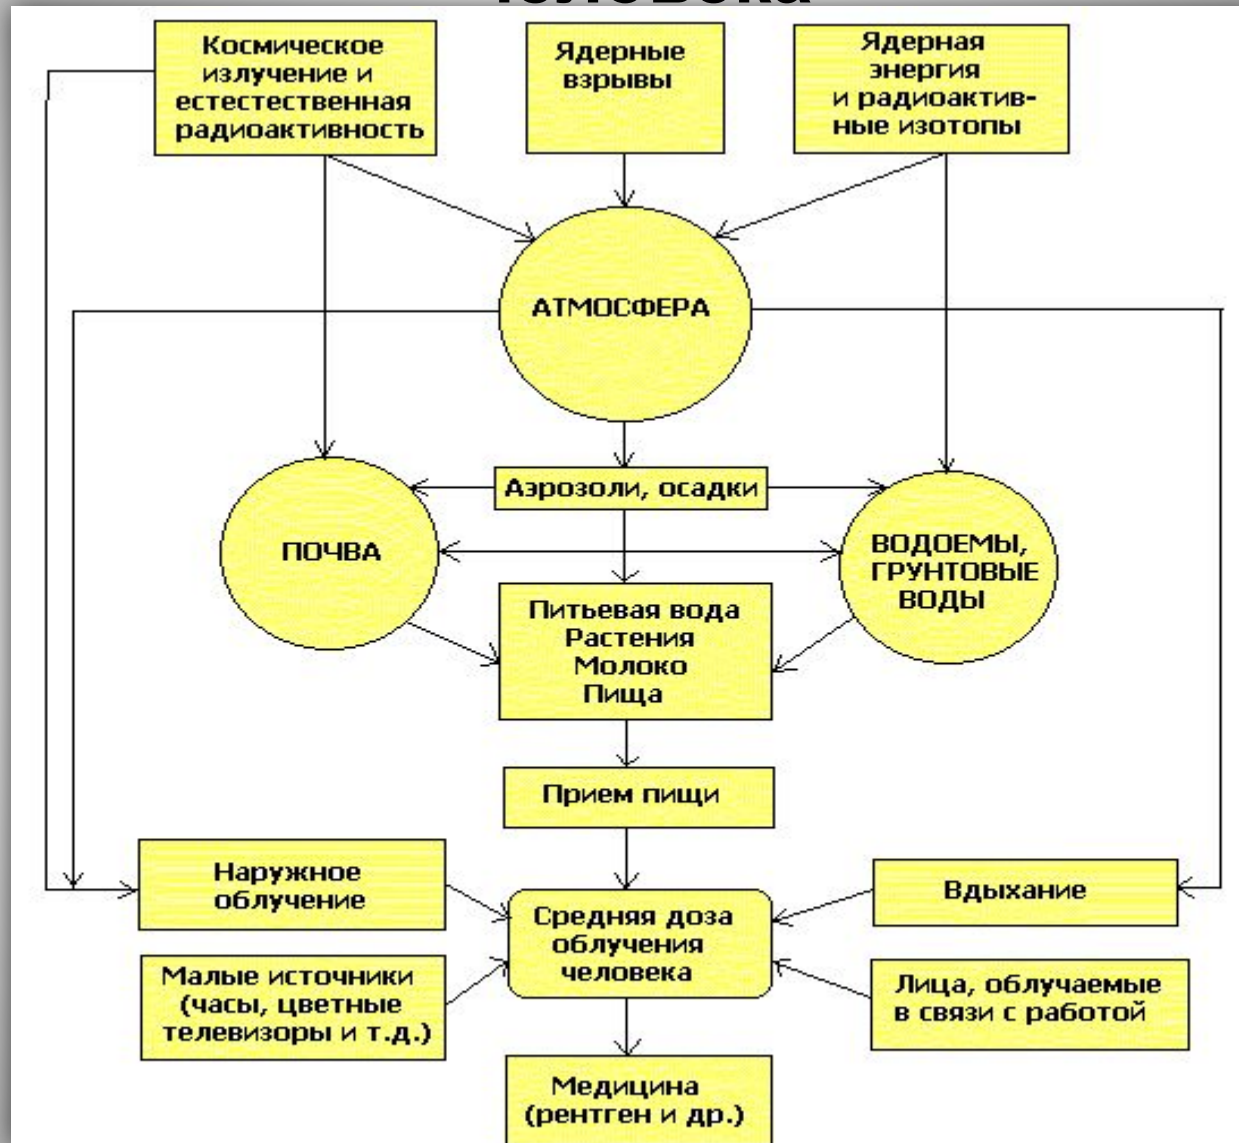 человека
Космическое
излучение и
естестественная
радиоактивность
Ядерные
взрывы
Ядерная
энергия
и радиоактив-
ные изотопы
АТМОСФЕРА
Аэрозоли, осадки
ПОЧВА
ВОДОЕМЫ,
ГРУНТОВЫЕ
ВОДЫ
Питьевая вода
Растения
Молоко
Пища
Прием пищи
Наружное
облучение
Вдыхание
Средняя доза
облучения
человека
Малые источники
(часы, цветные
телевизоры и т.д.)
Лица, облучаемые
в связи с работой
Медицина
(рентген и др.)